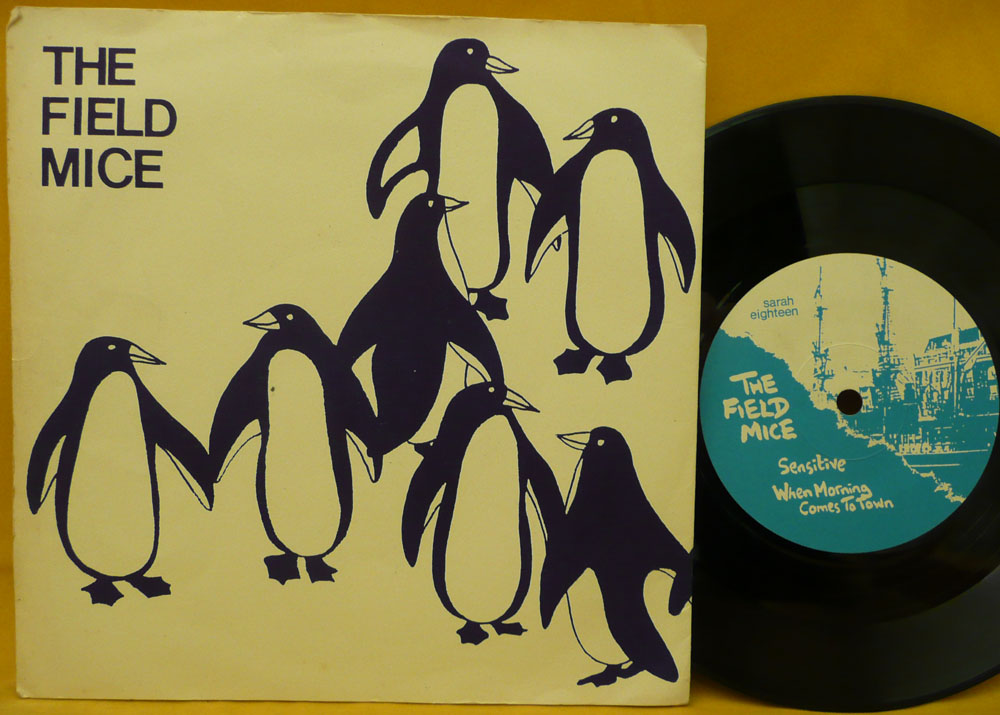 THE
FIELD
MICE
sarah
eighteen
THE
FIELD
MICE
Sensitive
When Morning
Comes To Town